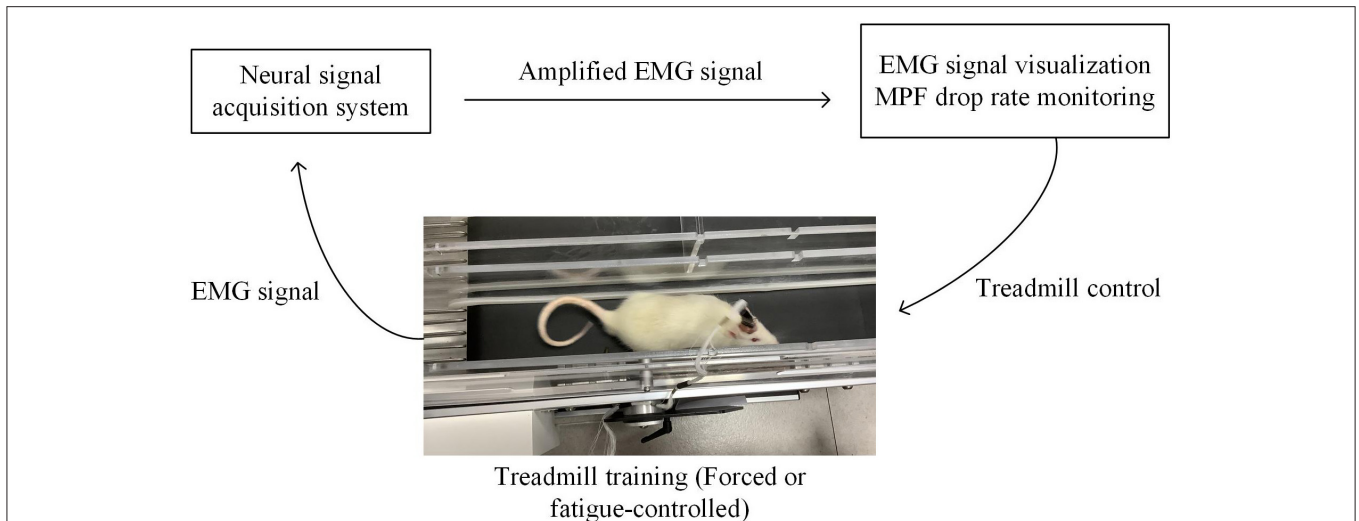 Neural signal
acquisition system
Amplified EMG signal
EMG signal visualization
MPF drop rate monitoring
EMG signal
Treadmill control
Treadmill training (Forced or
fatigue-controlled)